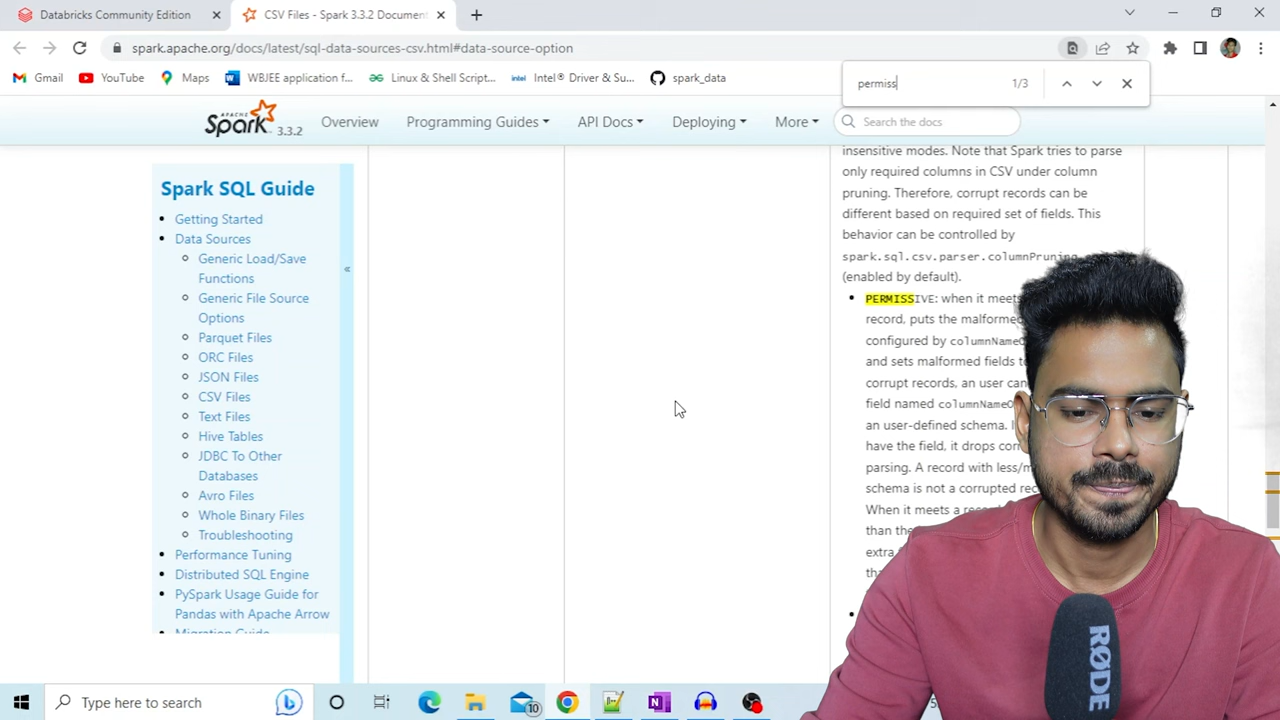 Databricks Community Edition
CSV Files - Spark 3.3.2 Document
spark.apache.org/docs/latest/sql-data-sources-csv.html#data-source-option
Gmail
YouTube
Maps
WBJEE application f...
Linux & Shell Script...
Intel® Driver & Su...
spark_data
permiss
1/3
APACHE
Spark 3.3.2
Overview
Programming Guides
API Docs
Deploying
More
Search the docs
Spark SQL Guide
Getting Started
Data Sources
Generic Load/Save
Functions
Generic File Source
Options
Parquet Files
ORC Files
JSON Files
CSV Files
Text Files
Hive Tables
JDBC To Other
Databases
Avro Files
Whole Binary Files
Troubleshooting
Performance Tuning
Distributed SQL Engine
PySpark Usage Guide for
Pandas with Apache Arrow
Migration Guide
«
insensitive modes. Note that Spark tries to parse
only required columns in CSV under column
pruning. Therefore, corrupt records can be
different based on required set of fields. This
behavior can be controlled by
spark.sql.csv.parser.columnPruning
(enabled by default).
PERMISSIVE: when it meets
record, puts the malformed
configured by
and sets malformed fields
corrupt records, an user can
field named
an user-defined schema.
have the field, it drops
parsing. A record with
schema is not a corrupted
When it meets a
than the
extra
RØDE
Type here to search
10